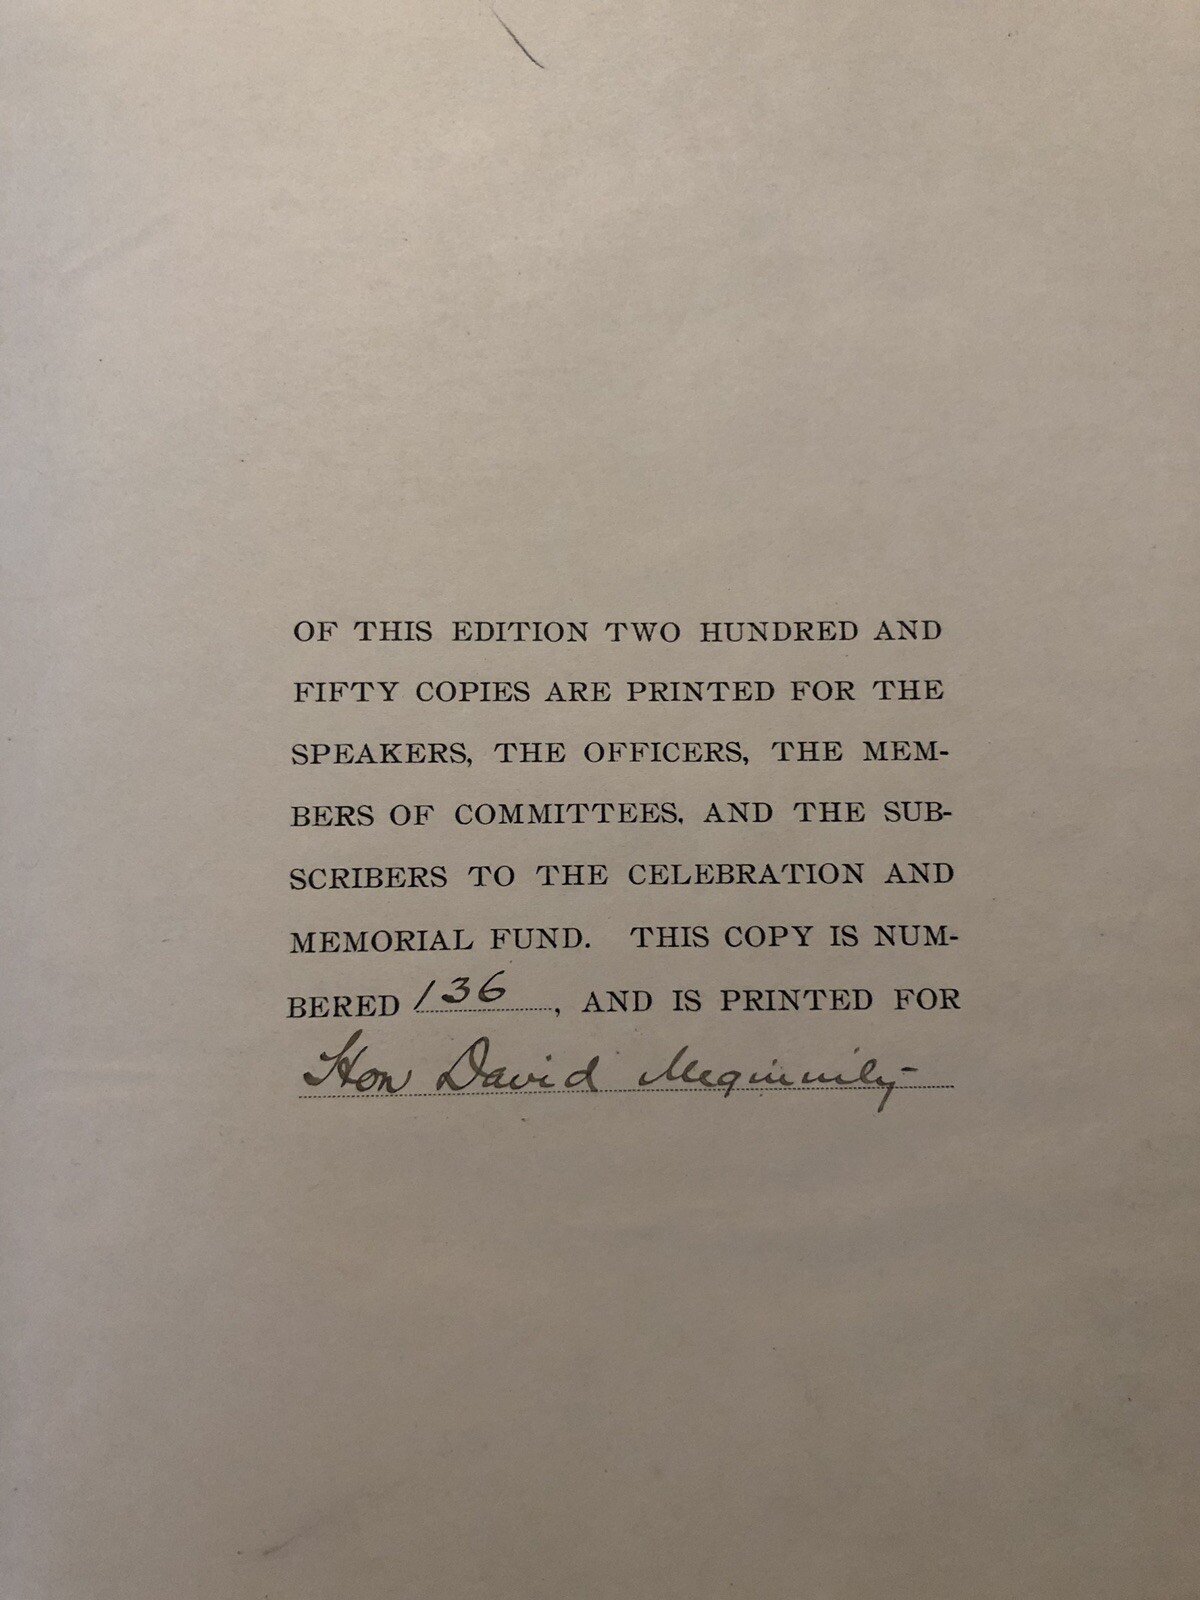 OF THIS EDITION TWO HUNDRED AND
FIFTY COPIES ARE PRINTED FOR THE
SPEAKERS, THE OFFICERS, THE MEM-
BERS OF COMMITTEES, AND THE SUB-
SCRIBERS TO THE CELEBRATION AND
MEMORIAL FUND. THIS COPY IS NUM-
BERED 136, AND IS PRINTED FOR
Hon David